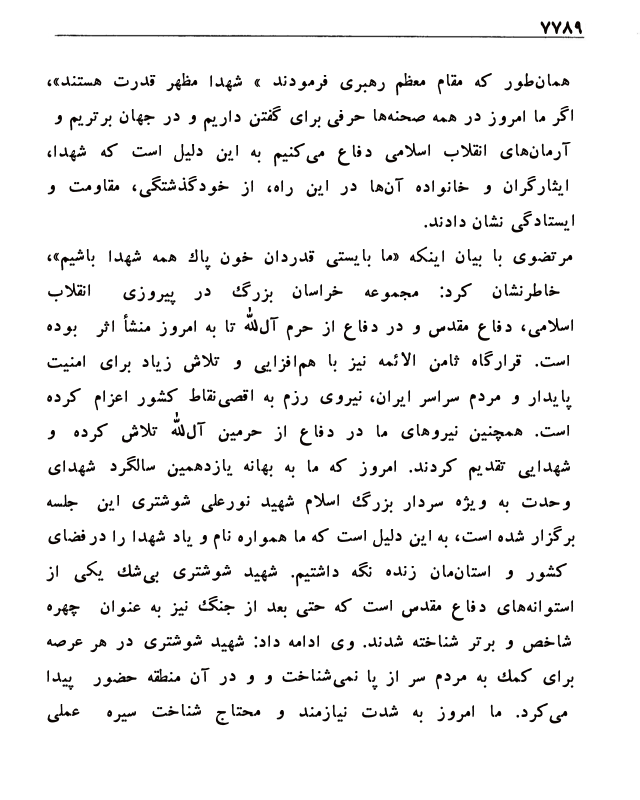 ۷۷۸۹
همان‌طور که مقام معظم رهبری فرمودند » شهدا مظهر قدرت هستند»،
اگر ما امروز در همه صحنه‌ها حرفی برای گفتن داریم و در جهان برتریم و
آرمان‌های انقلاب اسلامی دفاع می‌کنیم به این دلیل است که شهدا،
ایثارگران و خانواده آن‌ها در این راه، از خودگذشتگی، مقاومت و
ایستادگی نشان دادند.
مرتضوی با بیان اینکه «ما بایستی قدردان خون پاك همه شهدا باشیم»،
خاطرنشان کرد: مجموعه خراسان بزرگ در پیروزی انقلاب
اسلامی، دفاع مقدس و در دفاع از حرم آل‌الله تا به امروز منشأ اثر بوده
است. قرارگاه ثامن الائمه نیز با هم‌افزایی و تلاش زیاد برای امنیت
پایدار و مردم سراسر ایران، نیروی رزم به اقصی‌نقاط کشور اعزام کرده
است. همچنین نیروهای ما در دفاع از حرمین آل‌الله تلاش کرده و
شهدایی تقدیم کردند. امروز که ما به بهانه یازدهمین سالگرد شهدای
وحدت به ویژه سردار بزرگ اسلام شهید نورعلی شوشتری این جلسه
برگزار شده است، به این دلیل است که ما همواره نام و یاد شهدا را در فضای
کشور و استان‌مان زنده نگه داشتیم. شهید شوشتری بی‌شك یکی از
استوانه‌های دفاع مقدس است که حتی بعد از جنگ نیز به عنوان چهره
شاخص و برتر شناخته شدند. وی ادامه داد: شهید شوشتری در هر عرصه
برای کمك به مردم سر از پا نمی‌شناخت و و در آن منطقه حضور پیدا
می‌کرد. ما امروز به شدت نیازمند و محتاج شناخت سیره عملی